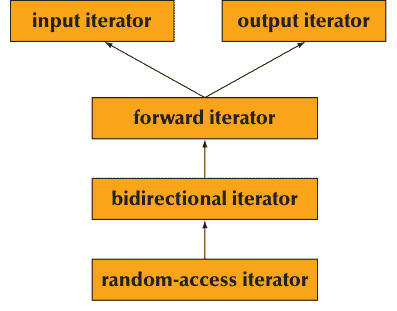 input iterator
output iterator
forward iterator
bidirectional iterator
random-access iterator